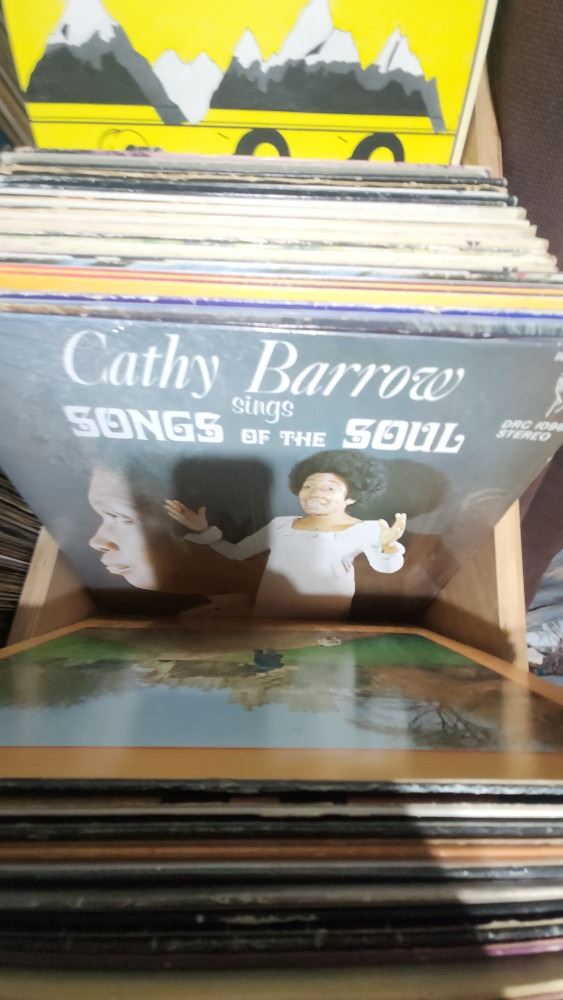 Cathy Barrow
sings
SONGS OF THE SOUL
STEREO